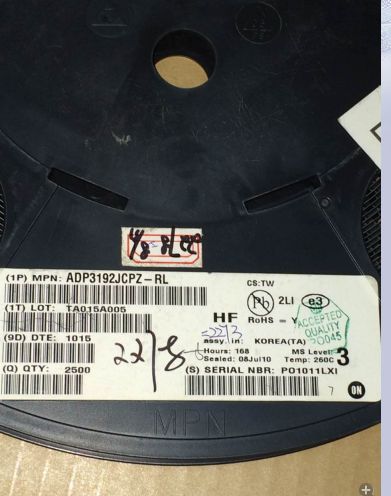 (1P) MPN: ADP3192JCPZ-RL
CS:TW
Pb 2LI e3
(1T) LOT: TA015A005
HF RoHS - Y
ACCEPTED
QUALITY
(9D) DTE: 1015
assy in: KOREA(TA)
Hours: 168 MS Level: 3
Sealed: 08Jul10 Temp: 260C
(Q) QTY: 2500
(S) SERIAL NBR: PO1011LXI
ON
MPN